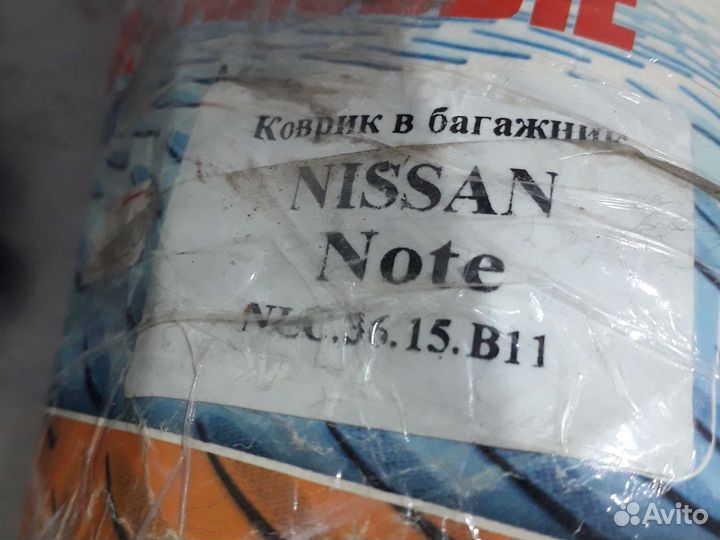 Коврик в багажник
NISSAN
Note
NLC.36.15.B11
Avito